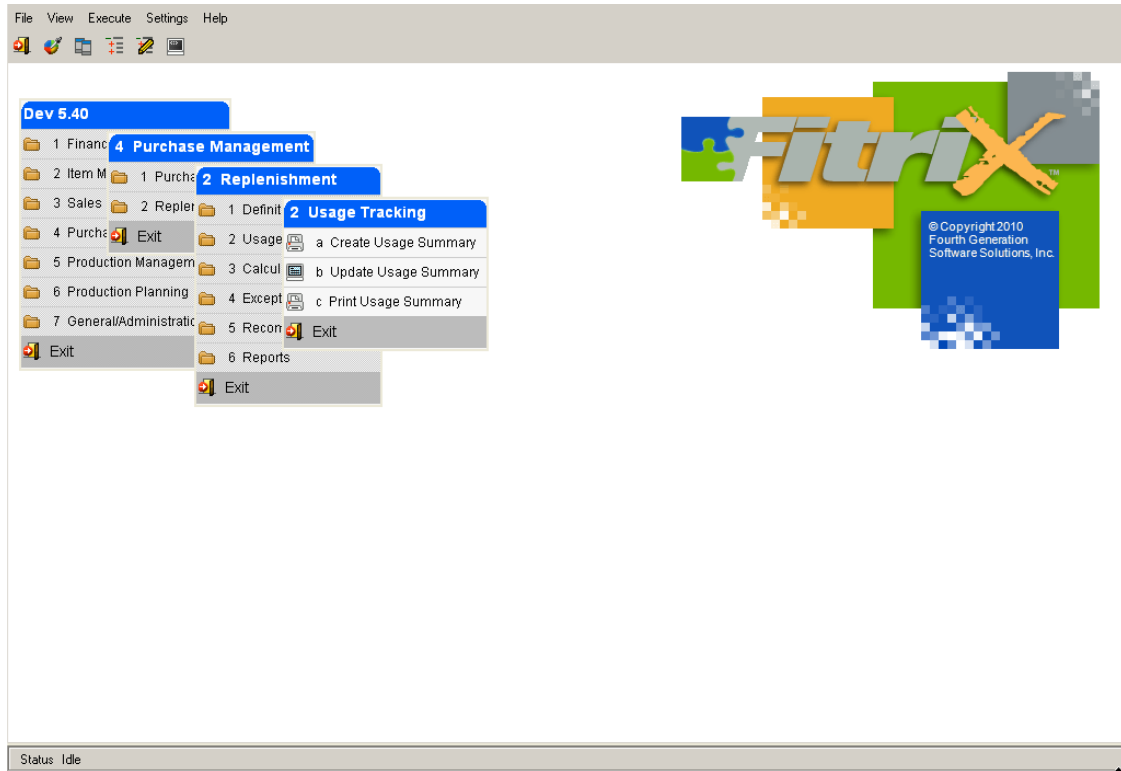 File View Execute Settings Help
Dev 5.40
1 Financ
2 Item M
3 Sales
4 Purcha
5 Production Managem
6 Production Planning
7 General/Administratic
Exit
4 Purchase Management
1 Purcha
2 Repler
Exit
2 Replenishment
1 Definit
2 Usage
3 Calcul
4 Except
5 Recom
6 Reports
Exit
2 Usage Tracking
a Create Usage Summary
b Update Usage Summary
c Print Usage Summary
Exit
FitriX™
© Copyright 2010
Fourth Generation
Software Solutions, Inc.
Status Idle